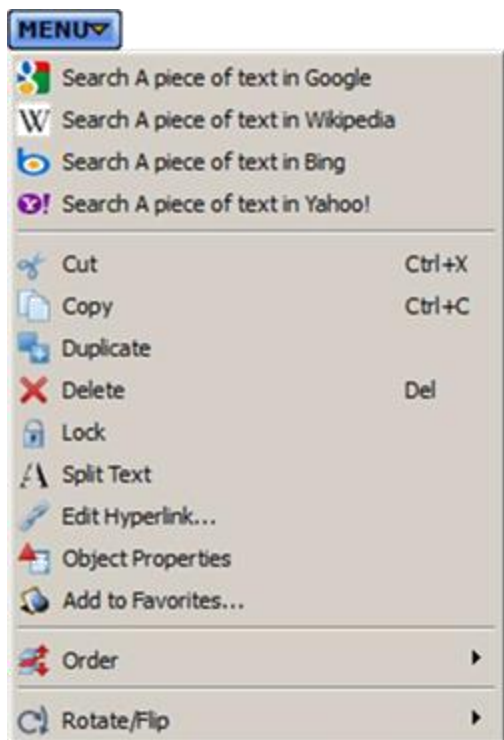 MENU
Search A piece of text in Google
Search A piece of text in Wikipedia
Search A piece of text in Bing
Search A piece of text in Yahoo!
Cut Ctrl+X
Copy Ctrl+C
Duplicate
Delete Del
Lock
Split Text
Edit Hyperlink...
Object Properties
Add to Favorites...
Order
Rotate/Flip